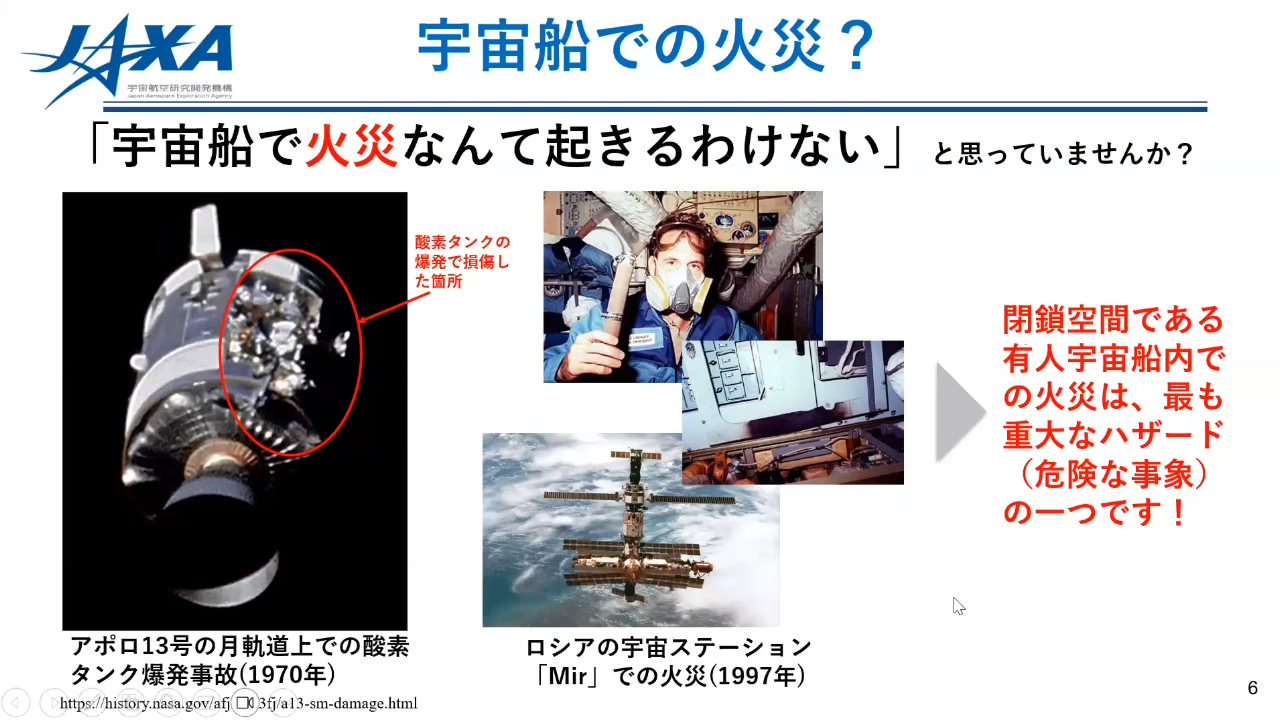 JAXA
宇宙航空研究開発機構
Japan Aerospace Exploration Agency
宇宙船での火災？
「宇宙船で火災なんて起きるわけない」と思っていませんか？
酸素タンクの
爆発で損傷し
た箇所
閉鎖空間である
有人宇宙船内で
の火災は、最も
重大なハザード
（危険な事象）
の一つです！
アポロ13号の月軌道上での酸素
タンク爆発事故(1970年)
https://history.nasa.gov/afj 3fj/a13-sm-damage.html
ロシアの宇宙ステーション
「Mir」での火災(1997年)
6